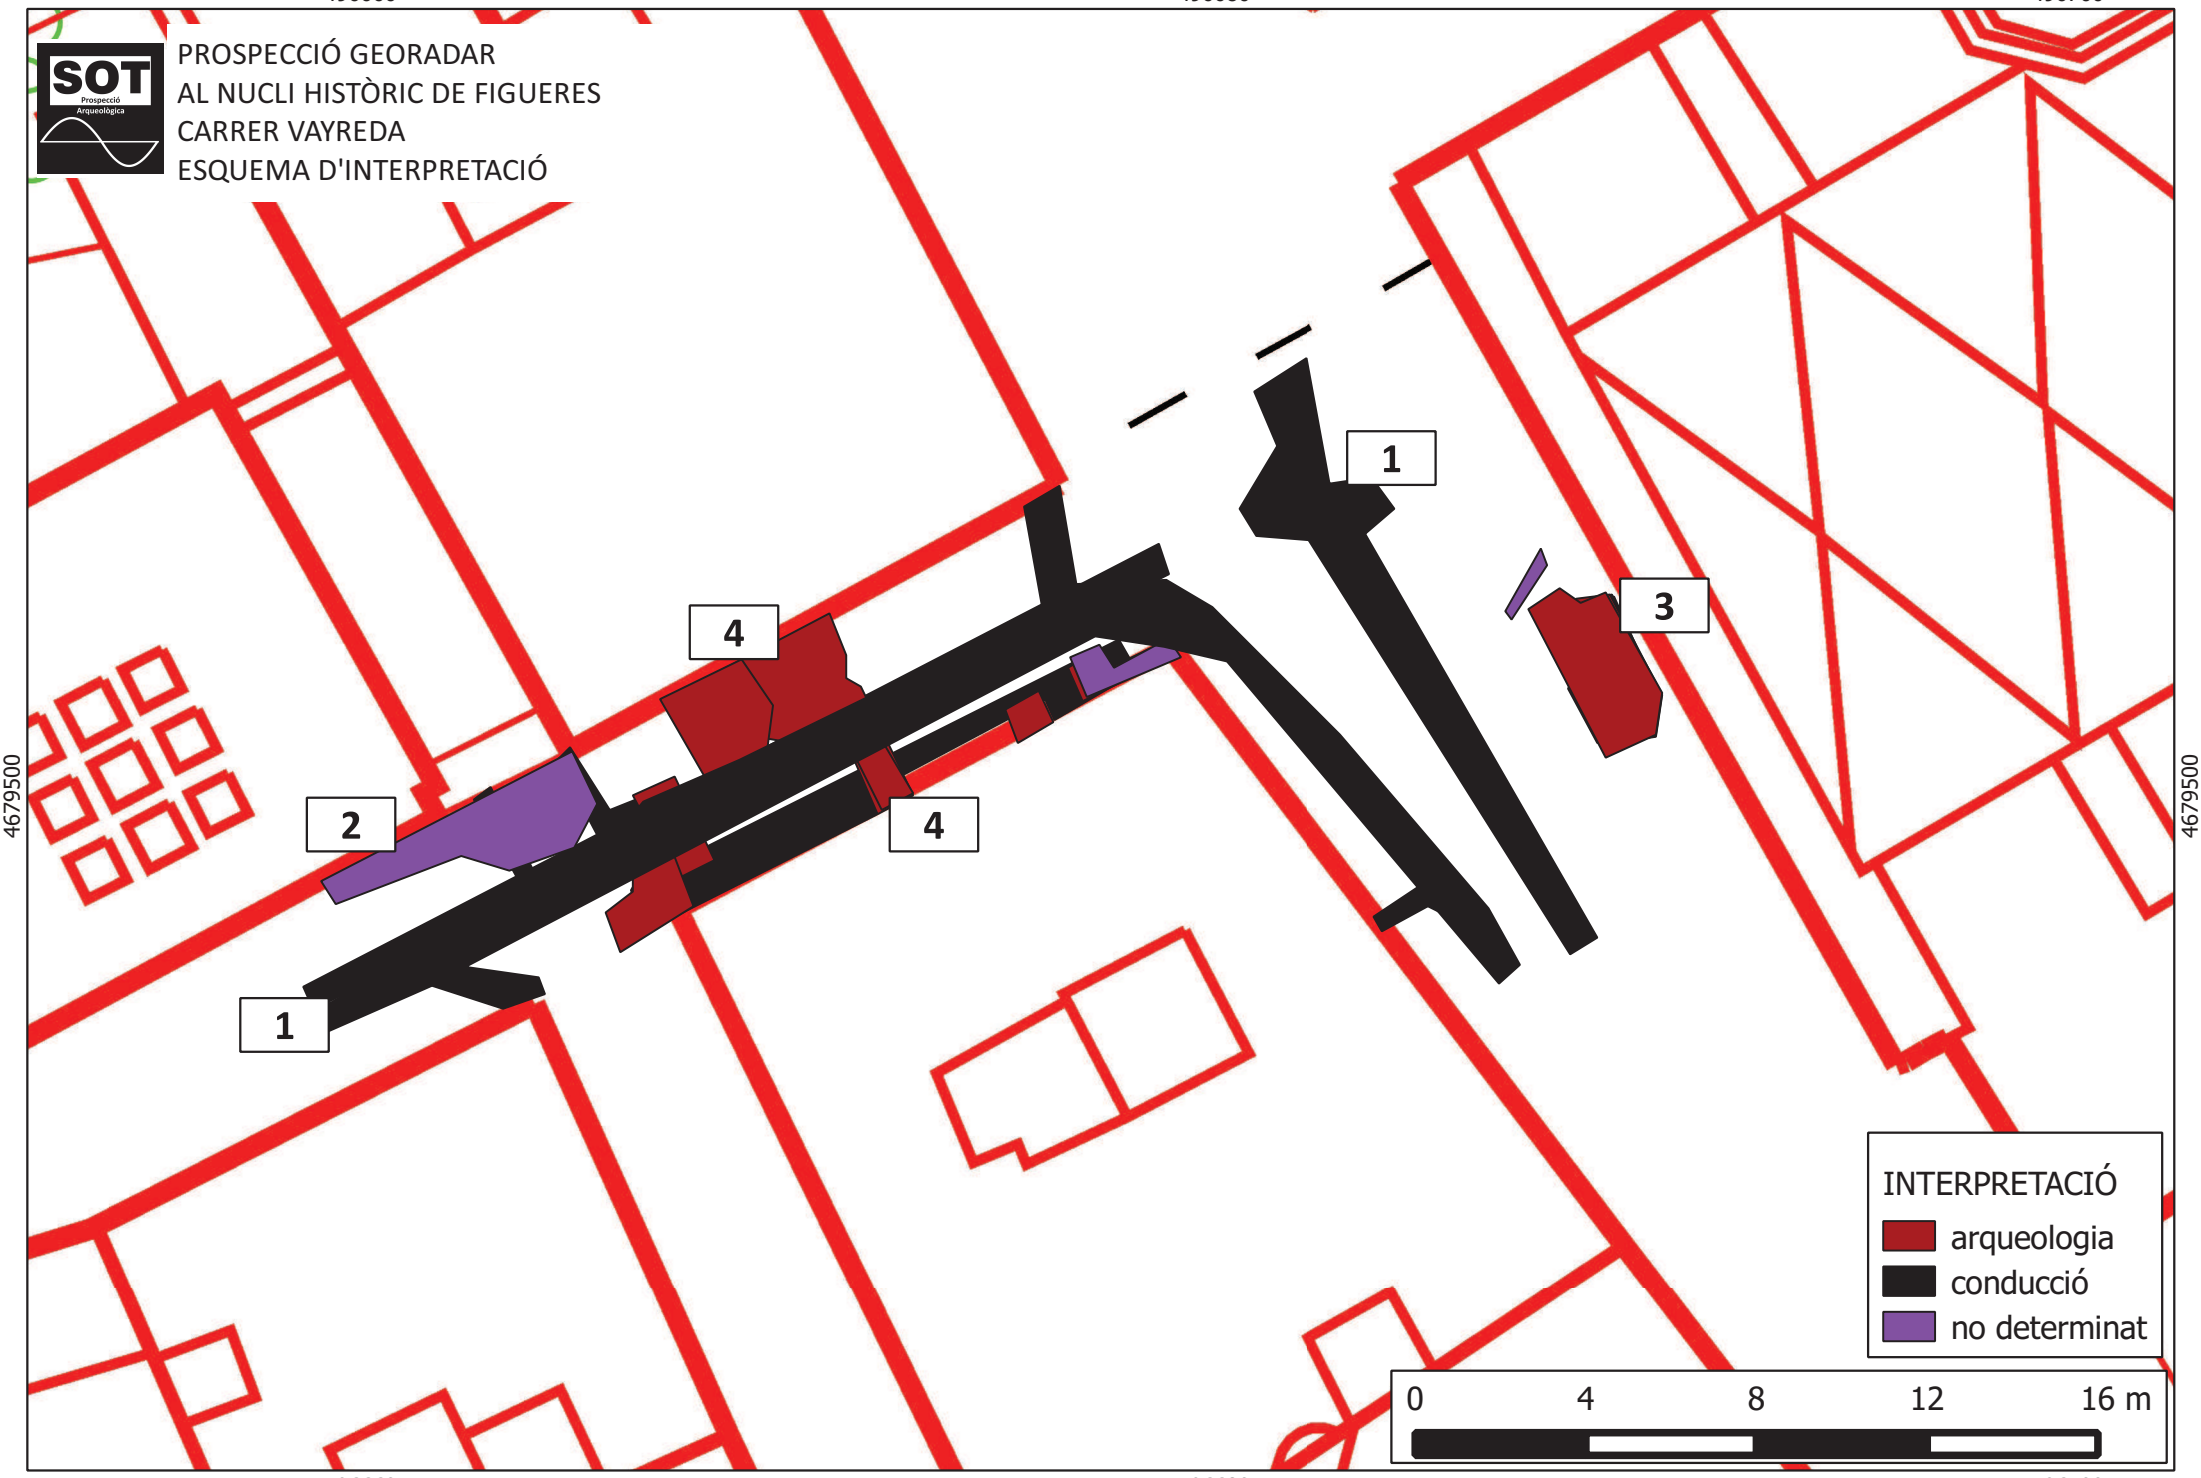 SOT
Prospecció
Arqueològica
PROSPECCIÓ GEORADAR
AL NUCLI HISTÒRIC DE FIGUERES
CARRER VAYREDA
ESQUEMA D'INTERPRETACIÓ
1
4
3
2
4
1
4679500
4679500
INTERPRETACIÓ
arqueologia
conducció
no determinat
0 4 8 12 16 m